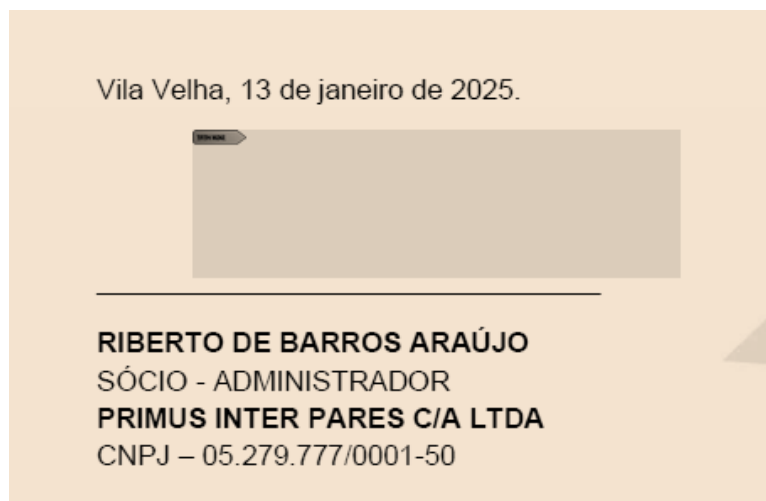 Vila Velha, 13 de janeiro de 2025.
RIBERTO DE BARROS ARAÚJO
SÓCIO - ADMINISTRADOR
PRIMUS INTER PARES C/A LTDA
CNPJ – 05.279.777/0001-50